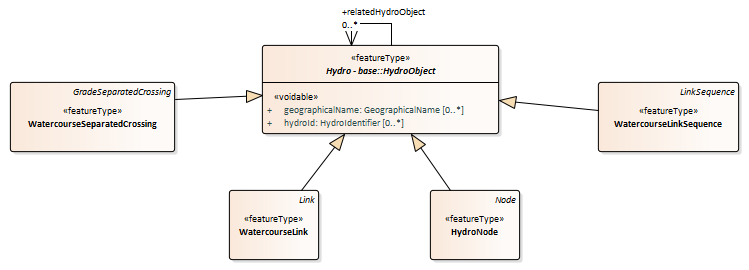 +relatedHydroObject
0..*
«featureType»
Hydro - base::HydroObject
«voidable»
+ geographicalName: GeographicalName [0..*]
+ hydroId: HydroIdentifier [0..*]
GradeSeparatedCrossing
«featureType»
WatercourseSeparatedCrossing
LinkSequence
«featureType»
WatercourseLinkSequence
Link
«featureType»
WatercourseLink
Node
«featureType»
HydroNode